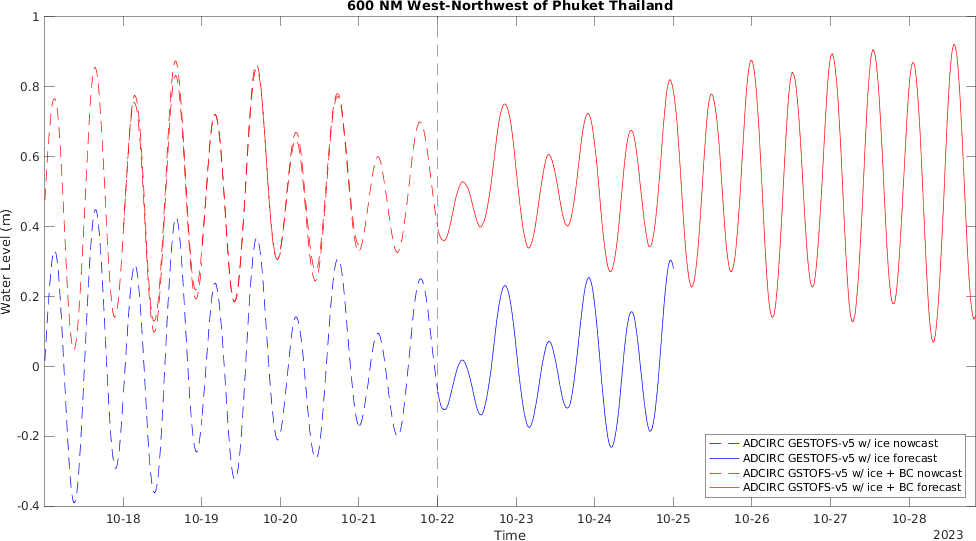 600 NM West-Northwest of Phuket Thailand
Water Level (m)
1
0.8
0.6
0.4
0.2
0
-0.2
-0.4
ADCIRC GESTOFS-v5 w/ ice nowcast
ADCIRC GESTOFS-v5 w/ ice forecast
ADCIRC GSTOFS-v5 w/ ice + BC nowcast
ADCIRC GSTOFS-v5 w/ ice + BC forecast
10-18 10-19 10-20 10-21 10-22 10-23 10-24 10-25 10-26 10-27 10-28
Time
2023